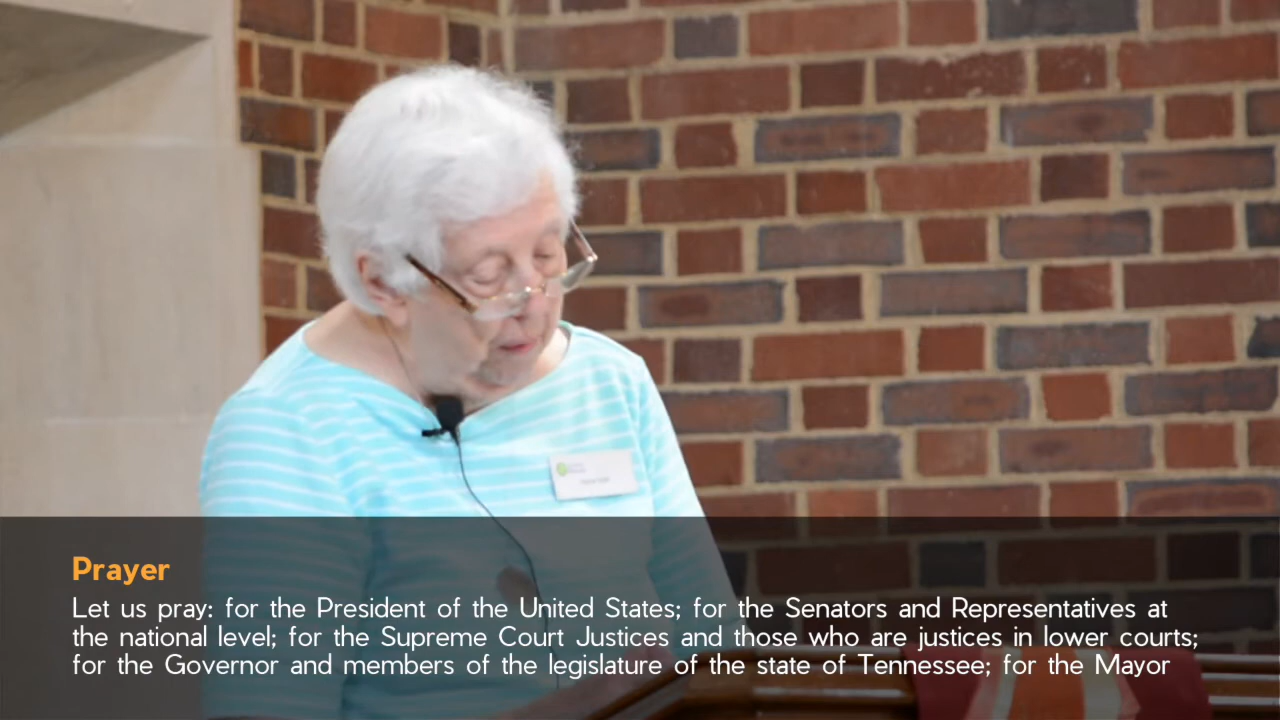 Prayer
Let us pray: for the President of the United States; for the Senators and Representatives at
the national level; for the Supreme Court Justices and those who are justices in lower courts;
for the Governor and members of the legislature of the state of Tennessee; for the Mayor